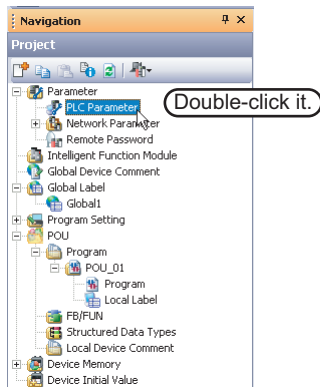 Navigation
Project
Parameter
PLC Parameter
Double-click it.
Network Parameter
Remote Password
Intelligent Function Module
Global Device Comment
Global Label
Global1
Program Setting
POU
Program
POU_01
Program
Local Label
FB/FUN
Structured Data Types
Local Device Comment
Device Memory
Device Initial Value